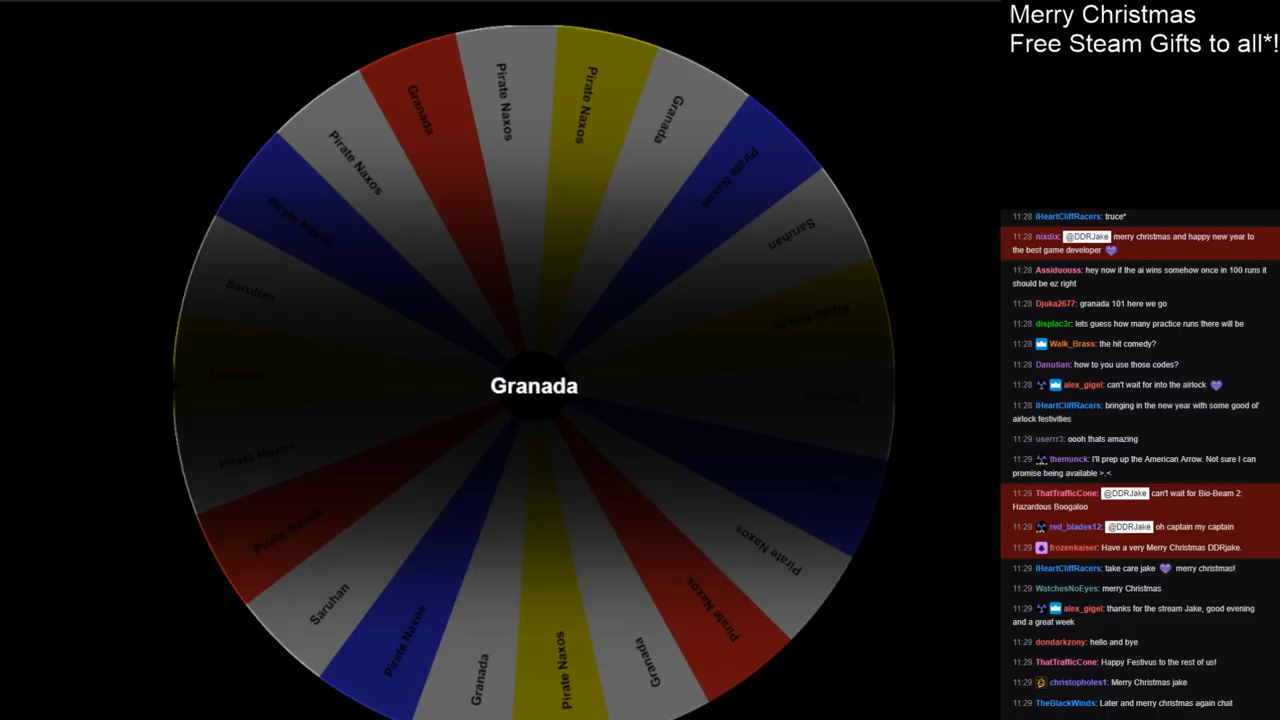 Merry Christmas
Free Steam Gifts to all*!
Pirate Naxos
Pirate Naxos
Granada
Granada
Pirate Naxos
Pirate Naxos
Saruhan
Pirate Naxos
Pirate Naxos
Saruhan
Granada
Pirate Naxos
Pirate Naxos
Pirate Naxos
Saruhan
Pirate Naxos
Pirate Naxos
Granada
Granada
Pirate Naxos
11:28 IHeartCliffRacers: truce*
11:28 nixdix: @DDRJake merry christmas and happy new year to
the best game developer
11:28 Assiduouss: hey now if the ai wins somehow once in 100 runs it
should be ez right
11:28 Djuka2677: granada 101 here we go
11:28 displac3r: lets guess how many practice runs there will be
11:28 Walk_Brass: the hit comedy?
11:28 Danutian: how to you use those codes?
11:28 alex_gigel: can't wait for into the airlock
11:28 IHeartCliffRacers: bringing in the new year with some good ol'
airlock festivities
11:29 userrr3: oooh thats amazing
11:29 themunck: I'll prep up the American Arrow. Not sure I can
promise being available >.<
11:29 ThatTrafficCone: @DDRJake can't wait for Bio-Beam 2:
Hazardous Boogaloo
11:29 red_blades12: @DDRJake oh captain my captain
11:29 frozenkaiser: Have a very Merry Christmas DDRjake.
11:29 IHeartCliffRacers: take care jake merry christmas!
11:29 WatchesNoEyes: merry Christmas
11:29 alex_gigel: thanks for the stream Jake, good evening
and a great week
11:29 dondarkzony: hello and bye
11:29 ThatTrafficCone: Happy Festivus to the rest of us!
11:29 christopholes1: Merry Christmas jake
11:29 TheBlackWinds: Later and merry christmas again chat